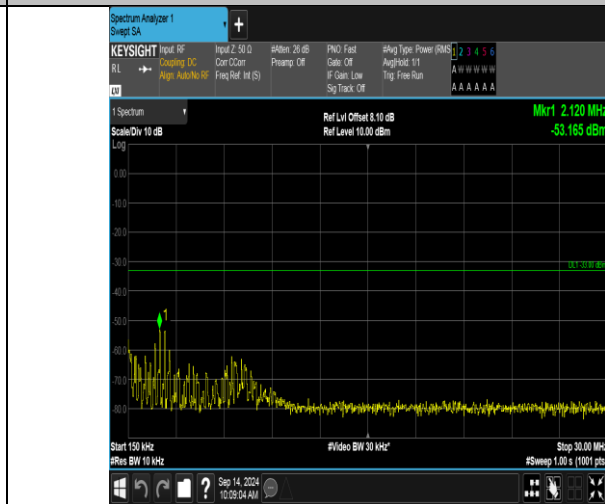 Spectrum Analyzer 1
Swept SA
+
KEYSIGHT Input: RF Input Z: 50 Ω #Atten: 26 dB PNO: Fast #Avg Type: Power (RMS 1 2 3 4 5 6
RL Coupling: DC Corr CCorr Preamp: Off Gate: Off Avg|Hold: 1/1 A W W W W W
Align: Auto/No RF Freq Ref: Int (S) IF Gain: Low Trig: Free Run
LXI Sig Track: Off A A A A A A
1 Spectrum
Ref Lvl Offset 8.10 dB Mkr1 2.120 MHz
Scale/Div 10 dB Ref Level 10.00 dBm -53.165 dBm
Log
0.00
-10.0
-20.0
-30.0
DL1 -33.00 dBm
-40.0
-50.0
1
-60.0
-70.0
-80.0
Start 150 kHz #Video BW 30 kHz* Stop 30.00 MHz
#Res BW 10 kHz #Sweep 1.00 s (1001 pts
? Sep 14, 2024
10:09:04 AM